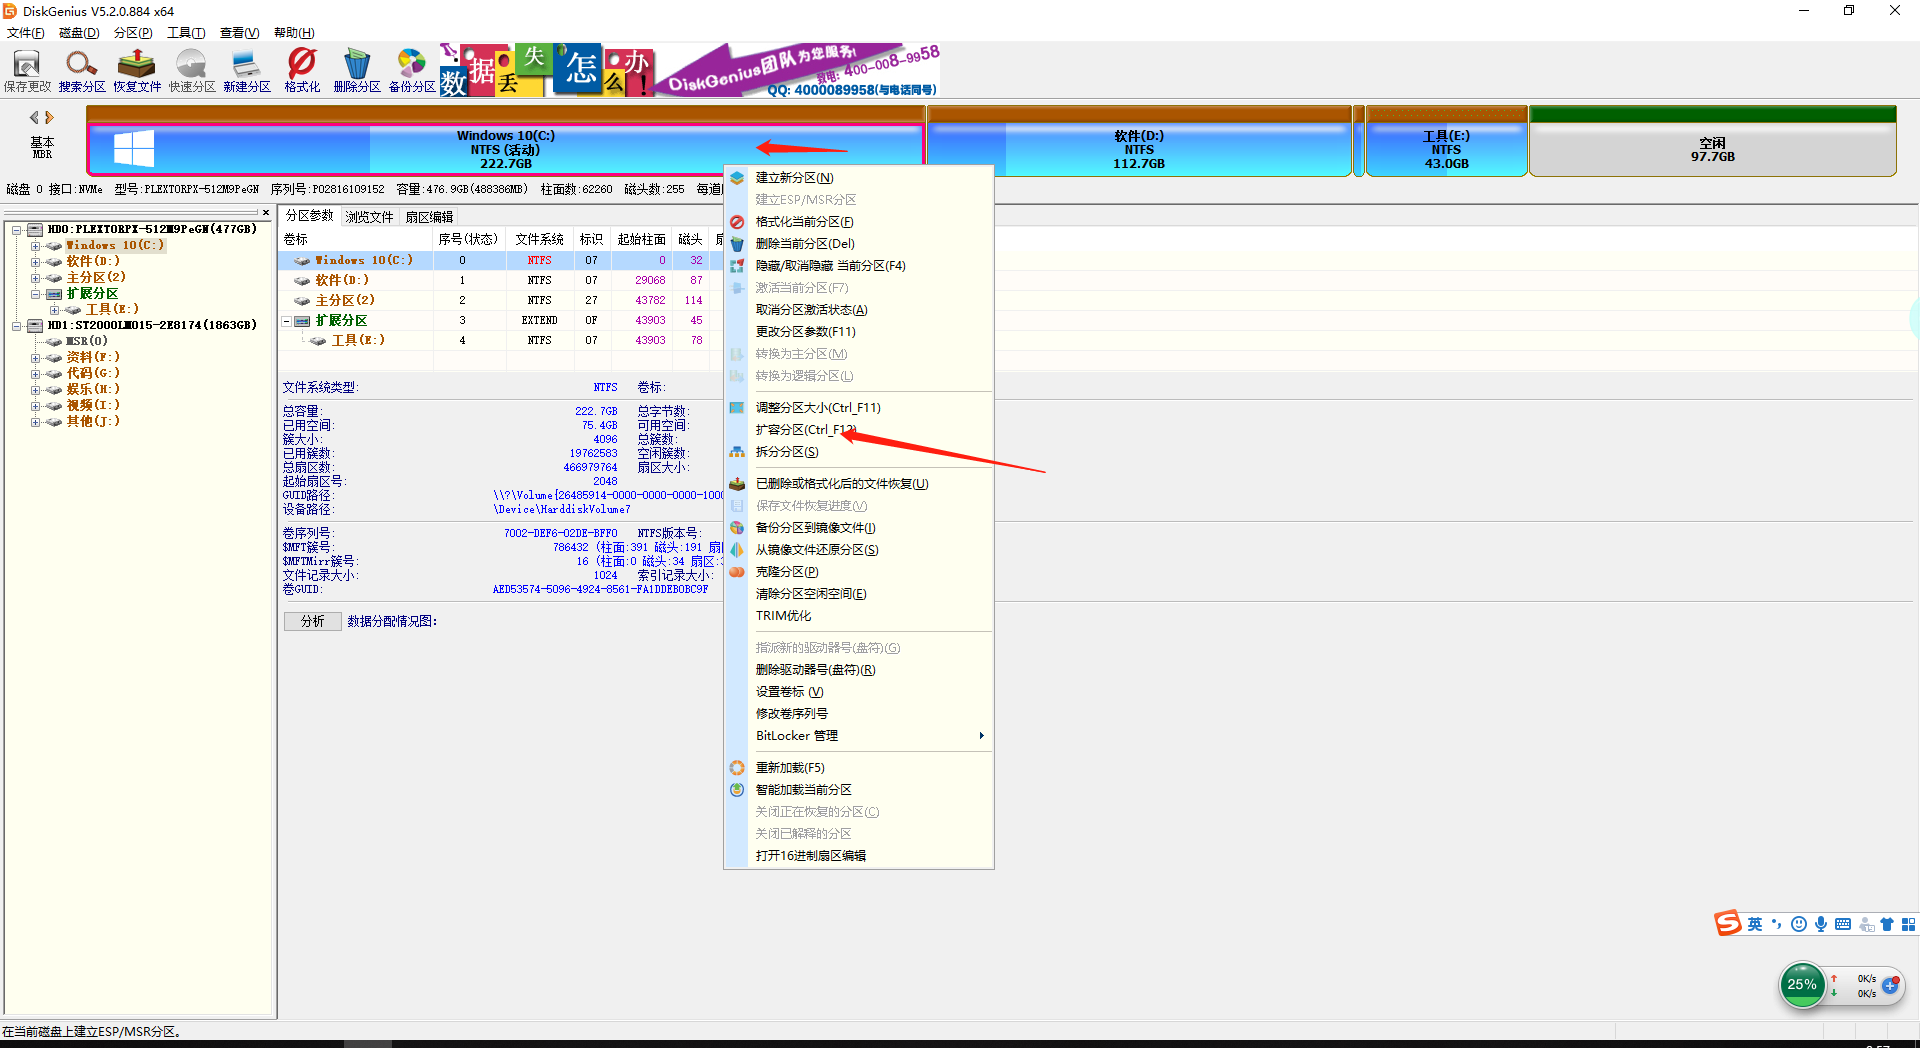 DiskGenius V5.2.0.884 x64
文件(F) 磁盘(D) 分区(P) 工具(T) 查看(V) 帮助(H)
保存更改 搜索分区 恢复文件 快速分区 新建分区 格式化 删除分区 备份分区
数据丢失怎么办!
DiskGenius团队为您服务!
致电: 400-008-9958
QQ: 4000089958(与电话同号)
基本
MBR
Windows 10(C:)
NTFS (活动)
222.7GB
软件(D:)
NTFS
112.7GB
工具(E:)
NTFS
43.0GB
空闲
97.7GB
磁盘 0 接口:NVMe 型号:PLEXTORPX-512M9PeGN 序列号:P02816109152 容量:476.9GB(488386MB) 柱面数:62260 磁头数:255 每道
HD0:PLEXTORPX-512M9PeGN(477GB)
Windows 10(C:)
软件(D:)
主分区(2)
扩展分区
工具(E:)
HD1:ST2000LM015-2E8174(1863GB)
MSR(0)
资料(F:)
代码(G:)
娱乐(H:)
视频(I:)
其他(J:)
分区参数 浏览文件 扇区编辑
卷标 序号(状态) 文件系统 标识 起始柱面 磁头
Windows 10(C:) 0 NTFS 07 0 32
软件(D:) 1 NTFS 07 29068 87
主分区(2) 2 NTFS 27 43782 114
扩展分区 3 EXTEND 0F 43903 45
工具(E:) 4 NTFS 07 43903 78
文件系统类型: NTFS 卷标:
总容量: 222.7GB 总字节数:
已用空间: 75.4GB 可用空间:
簇大小: 4096 总簇数:
已用簇数: 19762583 空闲簇数:
总扇区数: 466979764 扇区大小:
起始扇区号: 2048
GUID路径: \\?\Volume{26485914-0000-0000-0000-100
设备路径: \Device\HarddiskVolume7
卷序列号: 7002-DEF6-02DE-BFF0 NTFS版本号:
$MFT簇号: 786432 (柱面:391 磁头:191 扇
$MFTMirr簇号: 16 (柱面:0 磁头:34 扇区:
文件记录大小: 1024 索引记录大小:
卷GUID: AED53574-5096-4924-8561-FA1DDEB0BC9F
分析 数据分配情况图:
建立新分区(N)
建立ESP/MSR分区
格式化当前分区(F)
删除当前分区(Del)
隐藏/取消隐藏 当前分区(F4)
激活当前分区(F7)
取消分区激活状态(A)
更改分区参数(F11)
转换为主分区(M)
转换为逻辑分区(L)
调整分区大小(Ctrl_F11)
扩容分区(Ctrl_F12)
拆分分区(S)
已删除或格式化后的文件恢复(U)
保存文件恢复进度(V)
备份分区到镜像文件(I)
从镜像文件还原分区(S)
克隆分区(P)
清除分区空闲空间(E)
TRIM优化
指派新的驱动器号(盘符)(G)
删除驱动器号(盘符)(R)
设置卷标 (V)
修改卷序列号
BitLocker 管理
重新加载(F5)
智能加载当前分区
关闭正在恢复的分区(C)
关闭已解释的分区
打开16进制扇区编辑
英
25%
0K/s
0K/s
在当前磁盘上建立ESP/MSR分区。